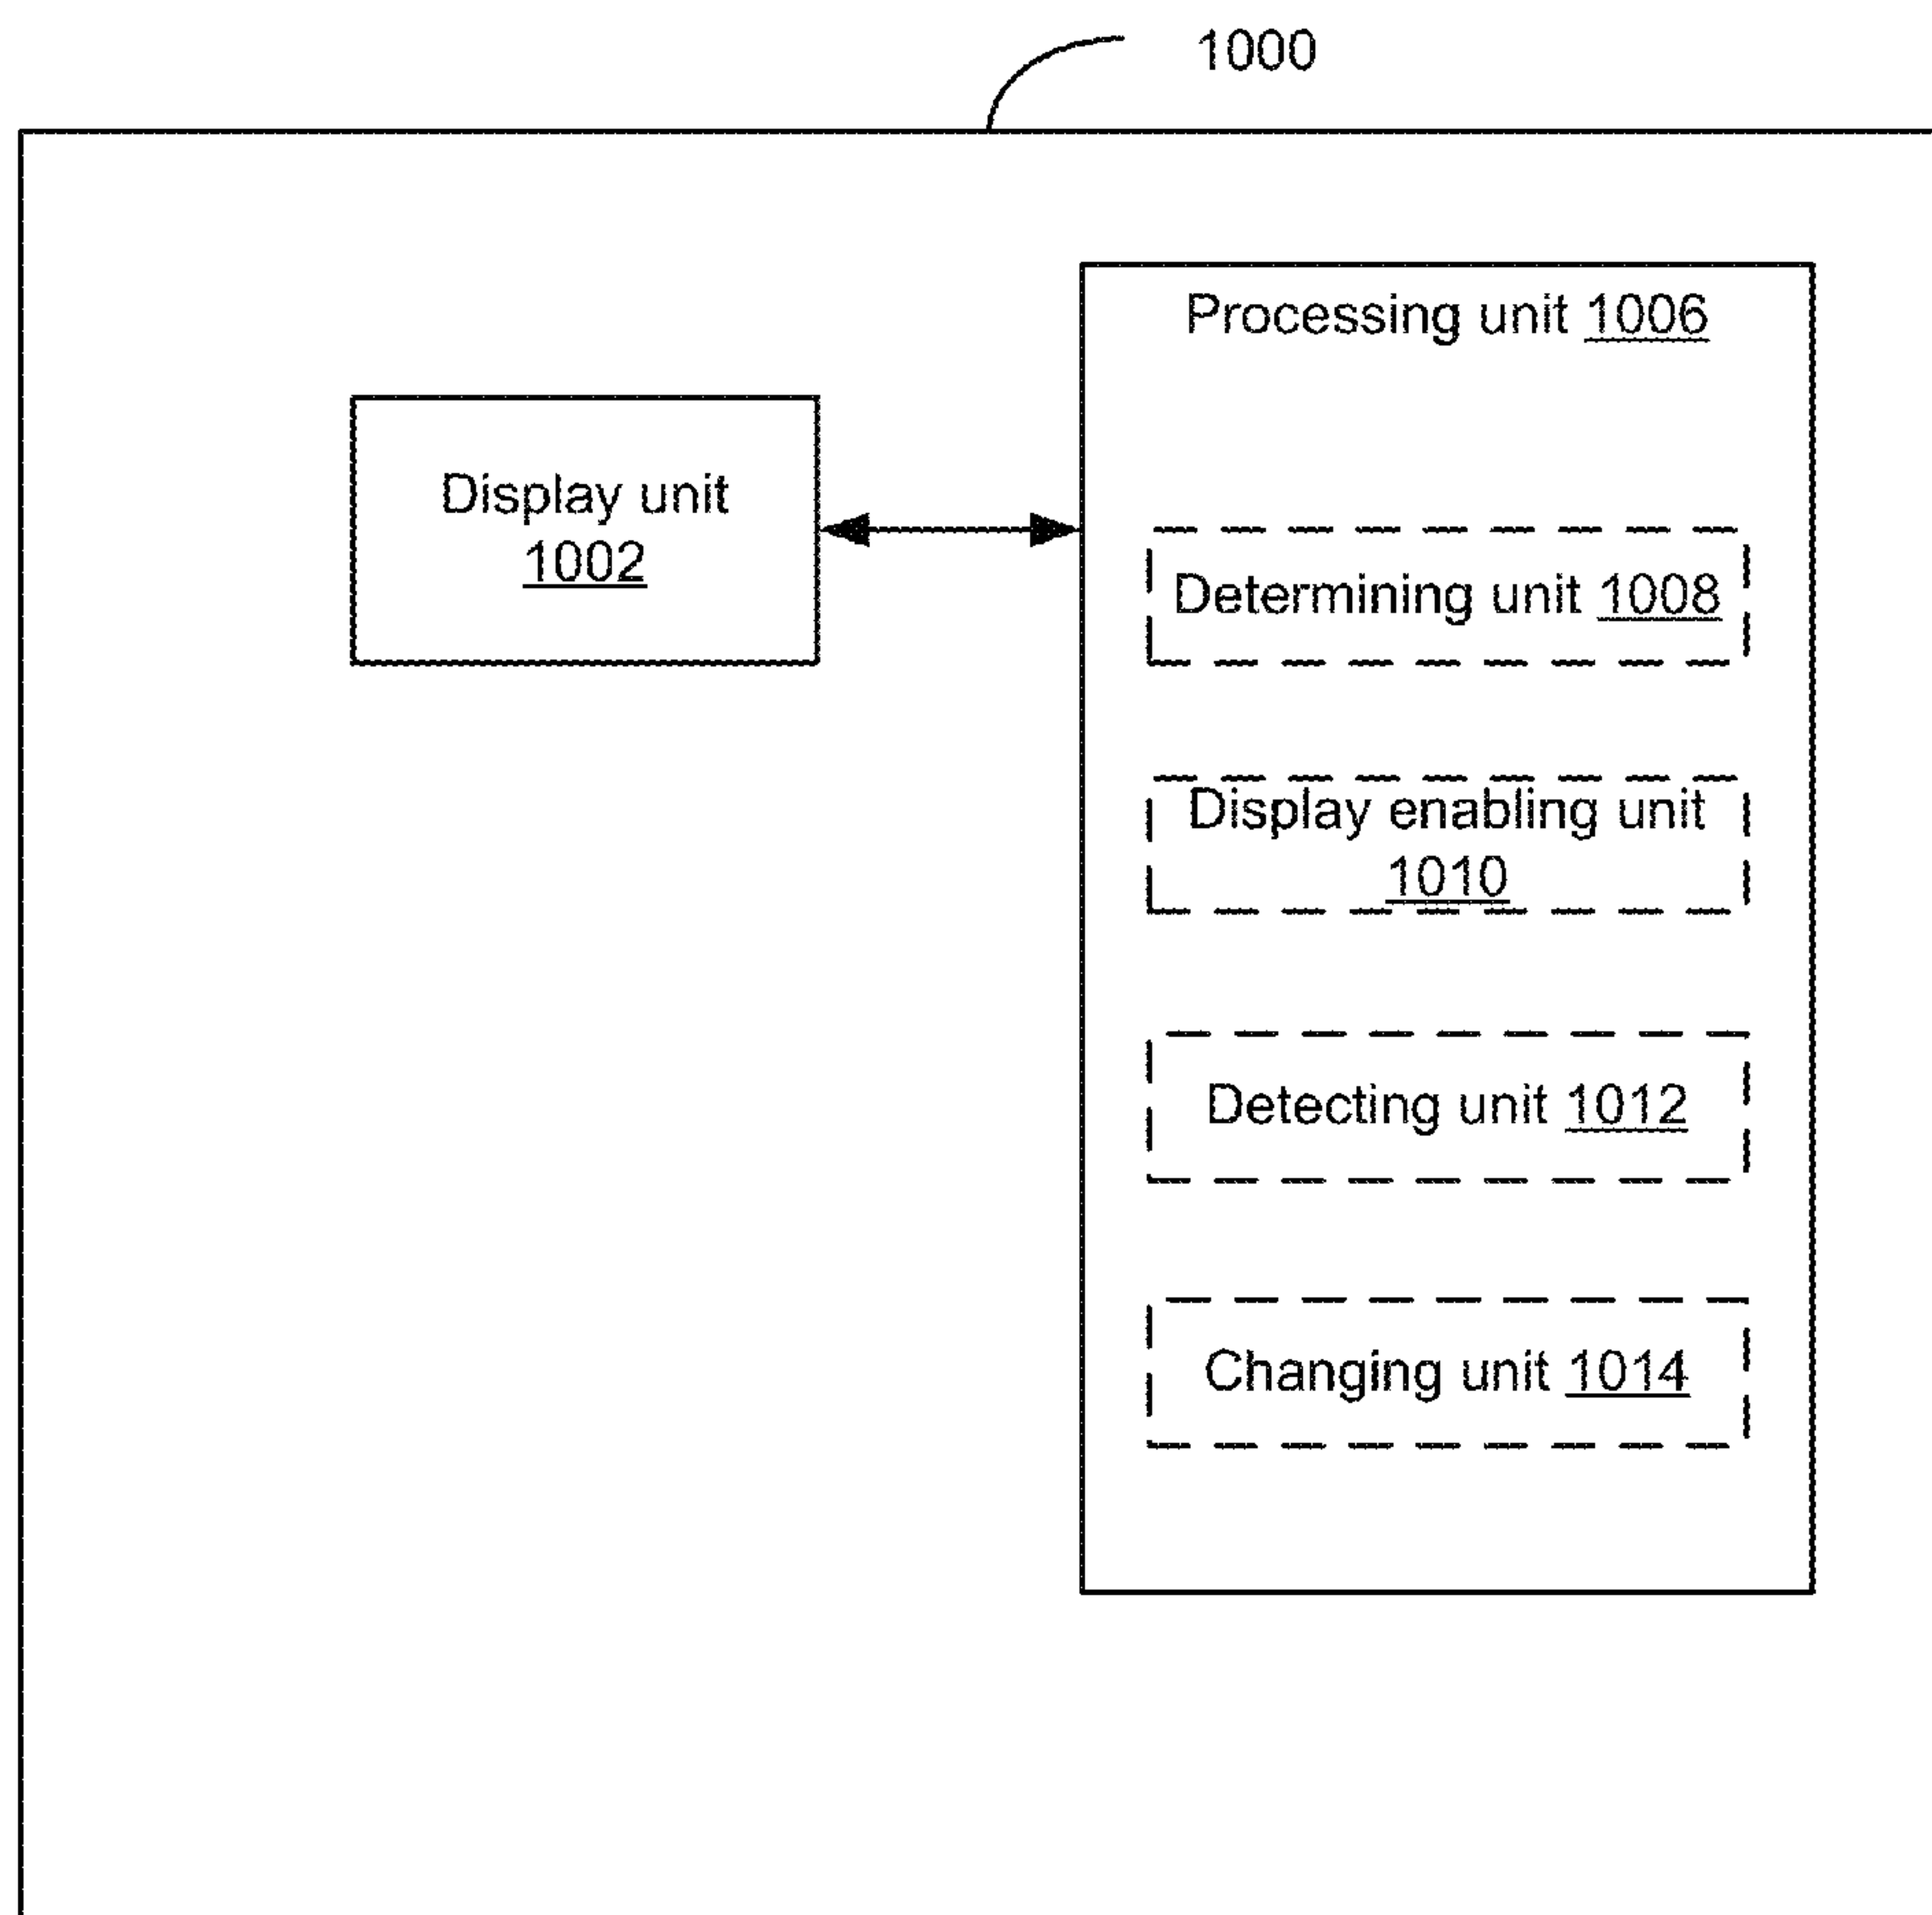 1000
Processing unit 1006
Display unit
1002
Determining unit 1008
Display enabling unit
1010
Detecting unit 1012
Changing unit 1014